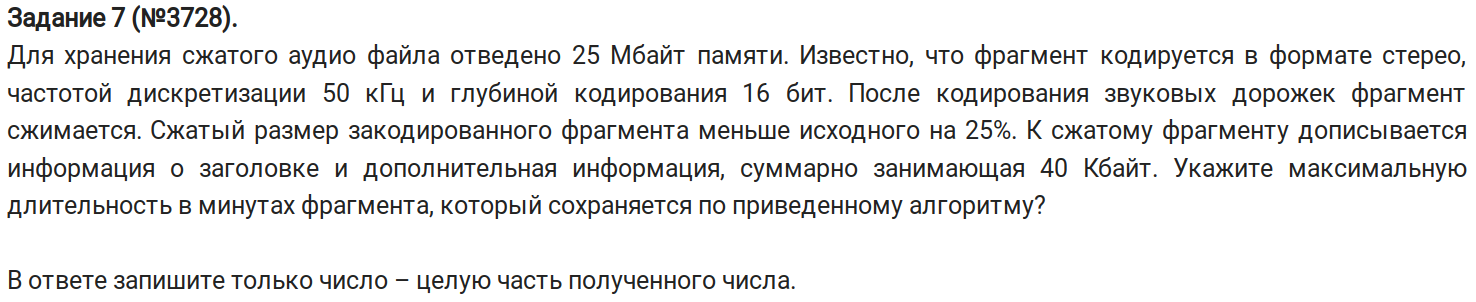 Задание 7 (№3728).
Для хранения сжатого аудио файла отведено 25 Мбайт памяти. Известно, что фрагмент кодируется в формате стерео,
частотой дискретизации 50 кГц и глубиной кодирования 16 бит. После кодирования звуковых дорожек фрагмент
сжимается. Сжатый размер закодированного фрагмента меньше исходного на 25%. К сжатому фрагменту дописывается
информация о заголовке и дополнительная информация, суммарно занимающая 40 Кбайт. Укажите максимальную
длительность в минутах фрагмента, который сохраняется по приведенному алгоритму?
В ответе запишите только число – целую часть полученного числа.